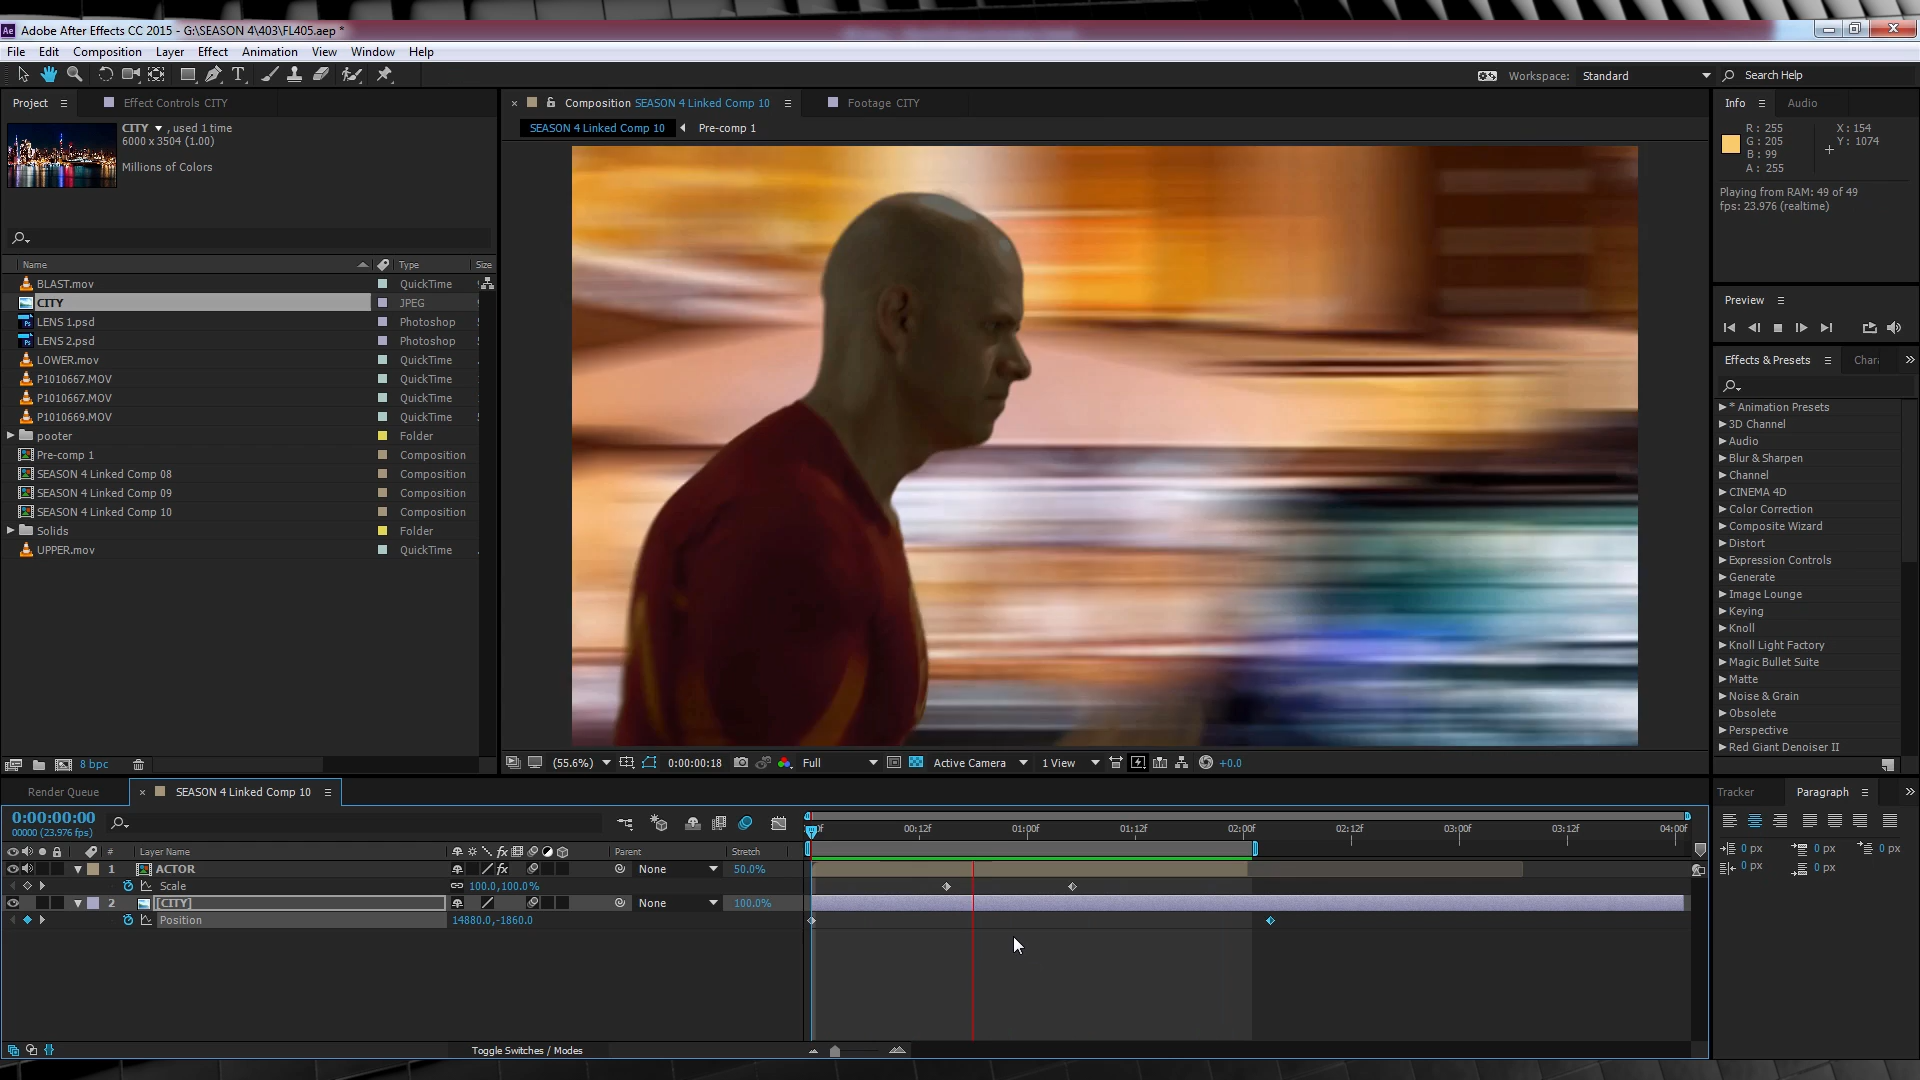 Adobe After Effects CC 2015 - G:\SEASON 4\403\FL405.aep *
File Edit Composition Layer Effect Animation View Window Help
Workspace: Standard Search Help
Project Effect Controls CITY
CITY , used 1 time
6000 x 3504 (1.00)
Millions of Colors
Name Type Size
BLAST.mov QuickTime
CITY JPEG
LENS 1.psd Photoshop
LENS 2.psd Photoshop
LOWER.mov QuickTime
P1010667.MOV QuickTime
P1010667.MOV QuickTime
P1010669.MOV QuickTime
pooter Folder
Pre-comp 1 Composition
SEASON 4 Linked Comp 08 Composition
SEASON 4 Linked Comp 09 Composition
SEASON 4 Linked Comp 10 Composition
Solids Folder
UPPER.mov QuickTime
8 bpc
Composition SEASON 4 Linked Comp 10 Footage CITY
SEASON 4 Linked Comp 10 Pre-comp 1
(55.6%) 0:00:00:18 Full Active Camera 1 View +0.0
Info Audio
R: 255 X: 154
G: 205 Y: 1074
B: 99
A: 255
Playing from RAM: 49 of 49
fps: 23.976 (realtime)
Preview
Effects & Presets Char
* Animation Presets
3D Channel
Audio
Blur & Sharpen
Channel
CINEMA 4D
Color Correction
Composite Wizard
Distort
Expression Controls
Generate
Image Lounge
Keying
Knoll
Knoll Light Factory
Magic Bullet Suite
Matte
Noise & Grain
Obsolete
Perspective
Red Giant Denoiser II
Render Queue SEASON 4 Linked Comp 10
0:00:00:00
00000 (23.976 fps)
00:12f 01:00f 01:12f 02:00f 02:12f 03:00f 03:12f 04:00f
# Layer Name fx Parent Stretch
1 ACTOR fx None 50.0%
Scale 100.0,100.0%
2 [CITY] None 100.0%
Position 14880.0,-1860.0
Toggle Switches / Modes
Tracker Paragraph
0 px 0 px 0 px
0 px 0 px